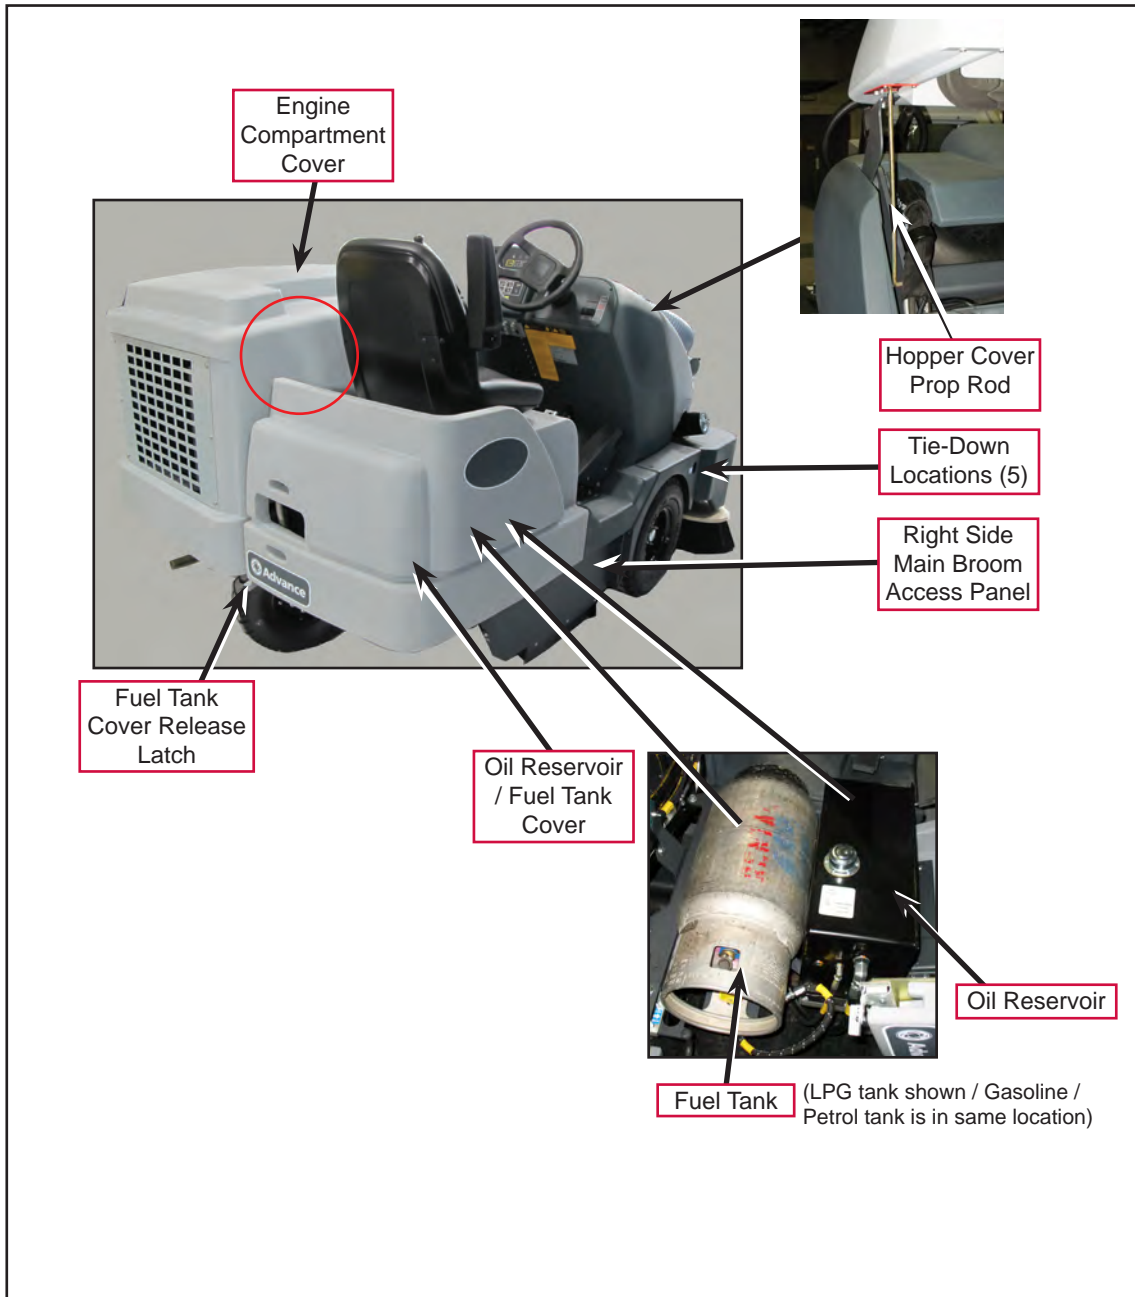 Engine
Compartment
Cover
Hopper Cover
Prop Rod
Tie-Down
Locations (5)
Right Side
Main Broom
Access Panel
Advance
Fuel Tank
Cover Release
Latch
Oil Reservoir
/ Fuel Tank
Cover
Oil Reservoir
Fuel Tank
(LPG tank shown / Gasoline /
Petrol tank is in same location)